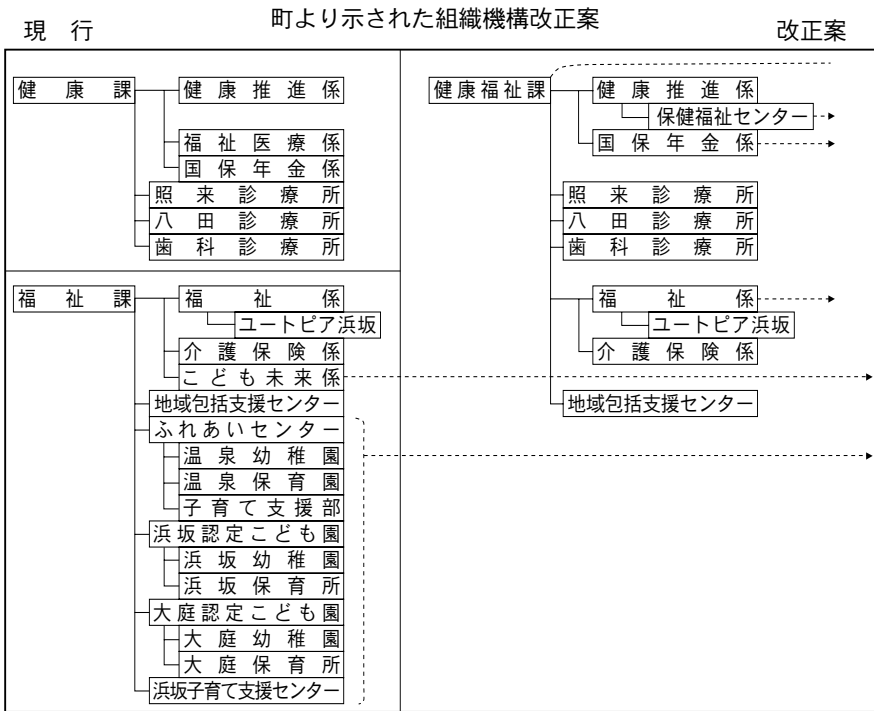 町より示された組織機構改正案
現行
改正案
健康課
健康推進係
福祉医療係
国保年金係
照来診療所
八田診療所
歯科診療所
福祉課
福祉係
ユートピア浜坂
介護保険係
こども未来係
地域包括支援センター
ふれあいセンター
温泉幼稚園
温泉保育園
子育て支援部
浜坂認定こども園
浜坂幼稚園
浜坂保育所
大庭認定こども園
大庭幼稚園
大庭保育所
浜坂子育て支援センター
健康福祉課
健康推進係
保健福祉センター
国保年金係
照来診療所
八田診療所
歯科診療所
福祉係
ユートピア浜坂
介護保険係
地域包括支援センター